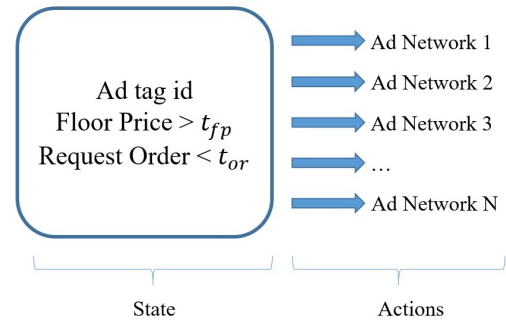 Ad tag id
Floor Price > t_fp
Request Order < t_or
Ad Network 1
Ad Network 2
Ad Network 3
…
Ad Network N
State
Actions